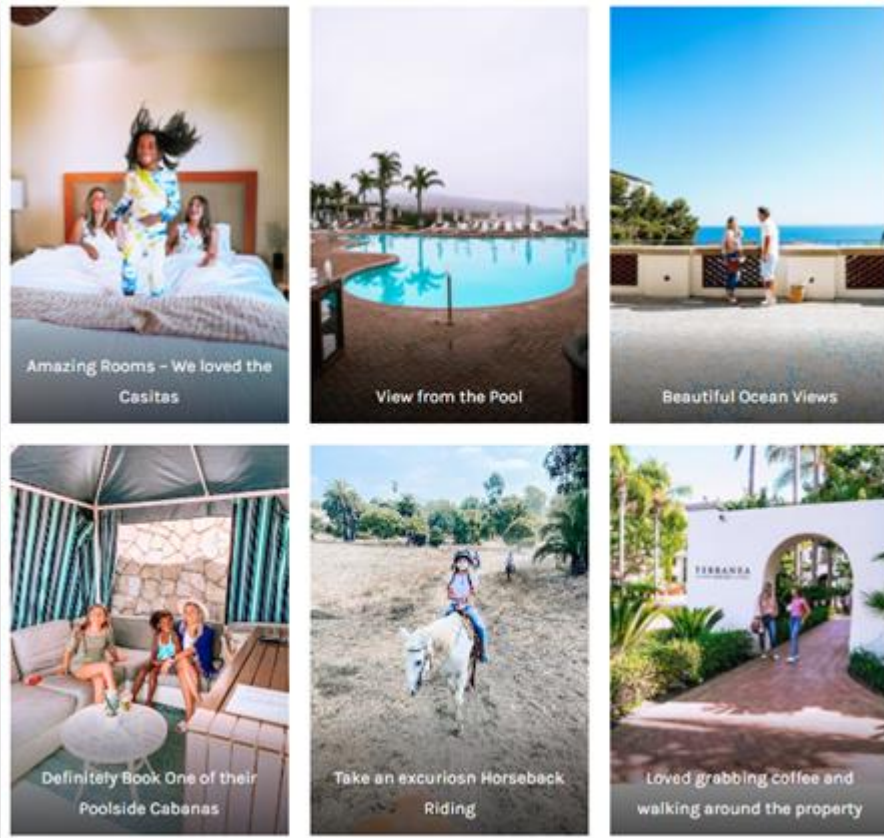 Amazing Rooms – We loved the
Casitas
View from the Pool
Beautiful Ocean Views
TERRANEA
Definitely Book One of their
Poolside Cabanas
Take an excuriosn Horseback
Riding
Loved grabbing coffee and
walking around the property